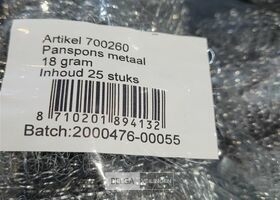 Artikel 700260
Panspons metaal
18 gram
Inhoud 25 stuks
8 710201 894132
Batch:2000476-00055